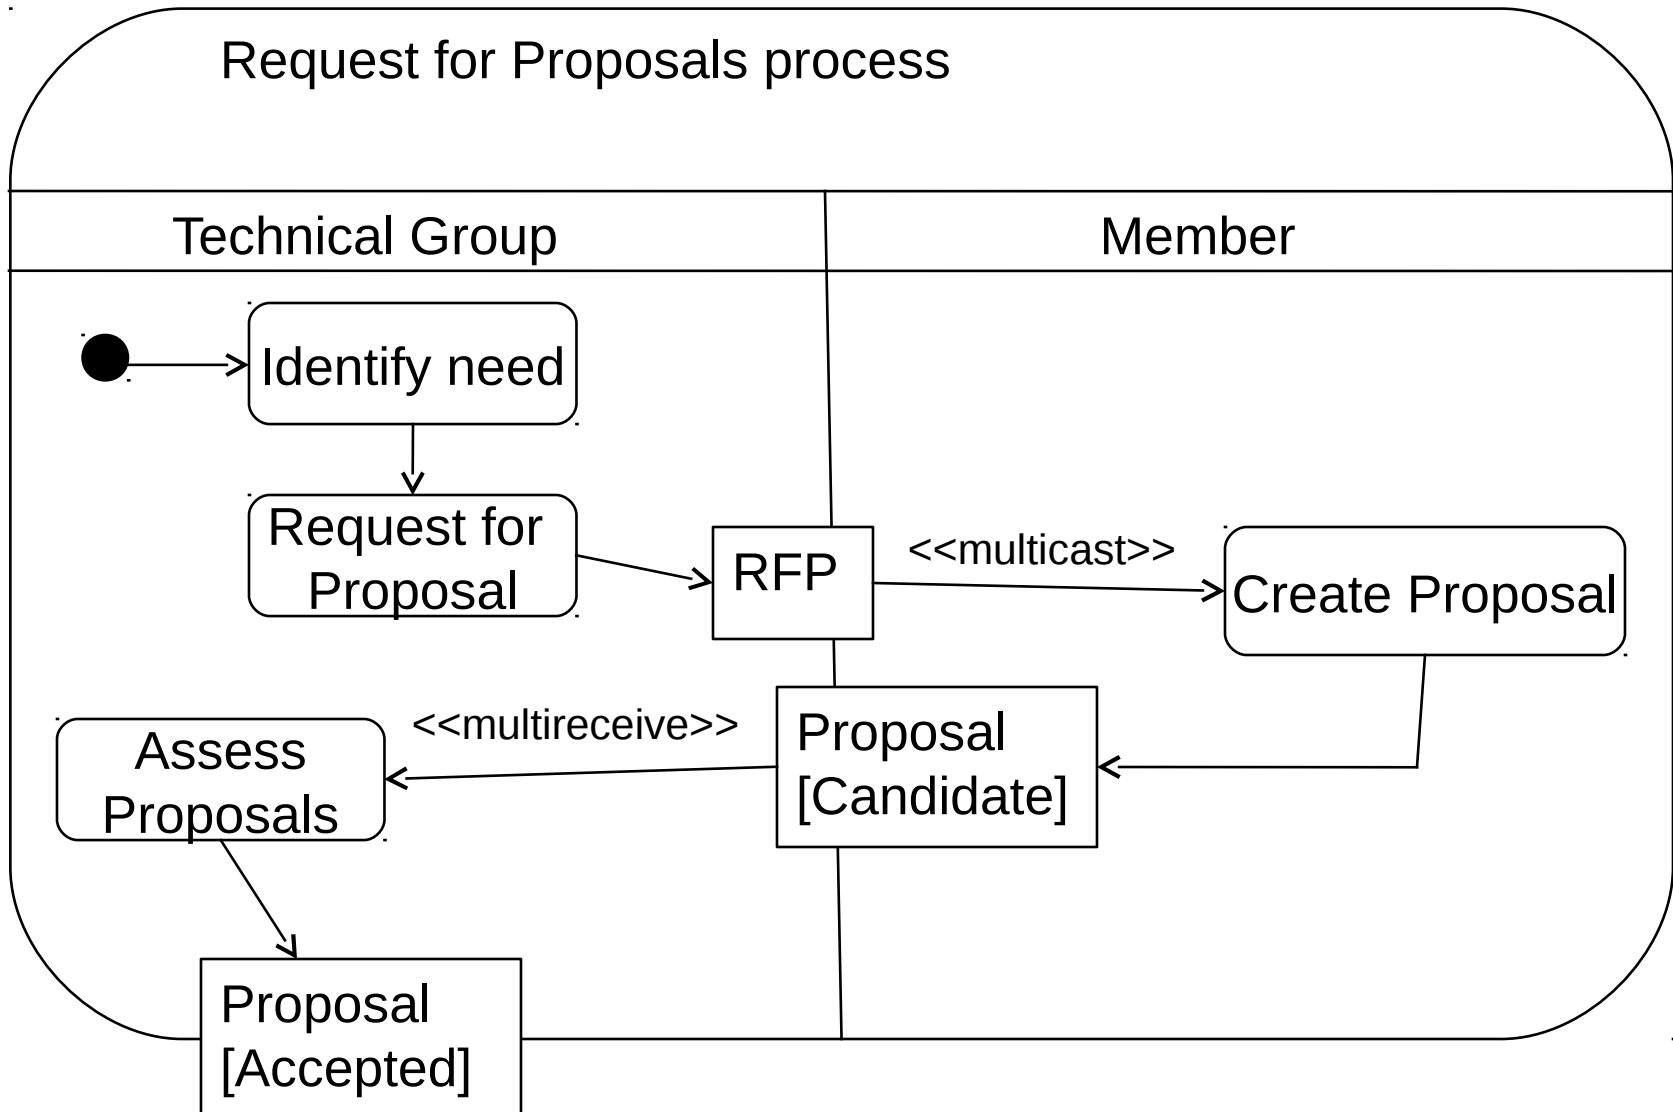 Request for Proposals process
Technical Group
Member
Identify need
Request for
Proposal
RFP
<<multicast>>
Create Proposal
Assess
Proposals
<<multireceive>>
Proposal
[Candidate]
Proposal
[Accepted]